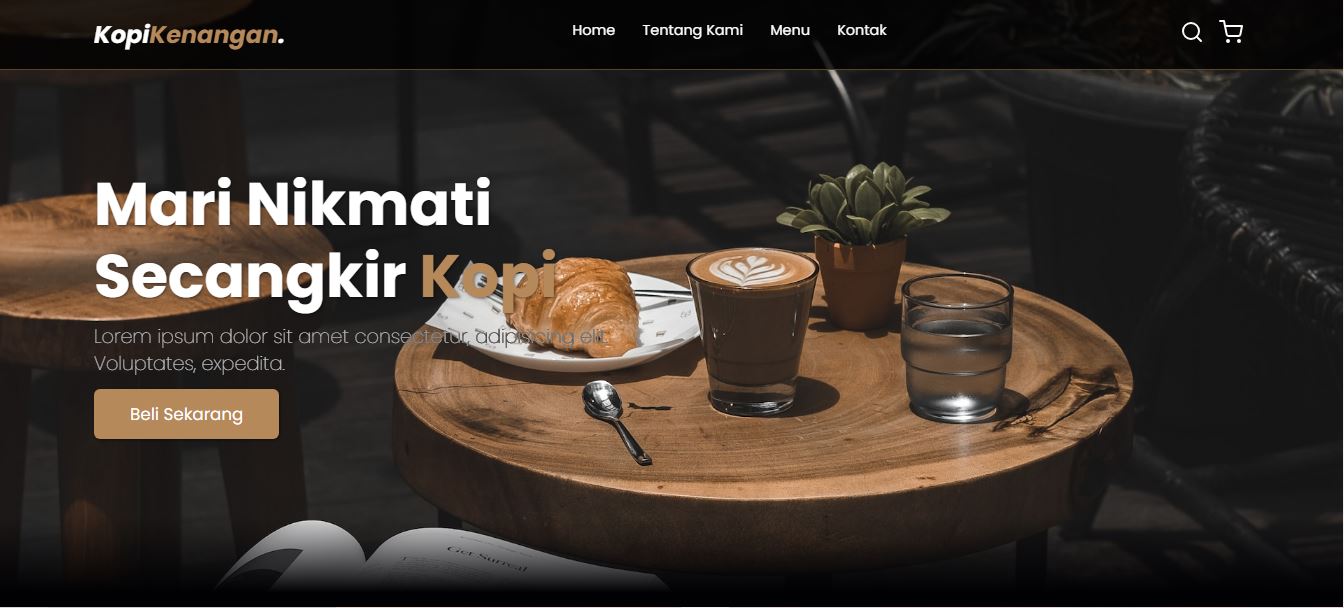 KopiKenangan.
Home Tentang Kami Menu Kontak
Mari Nikmati
Secangkir Kopi
Lorem ipsum dolor sit amet consectetur, adipisicing elit.
Voluptates, expedita.
Beli Sekarang
Get Surreal